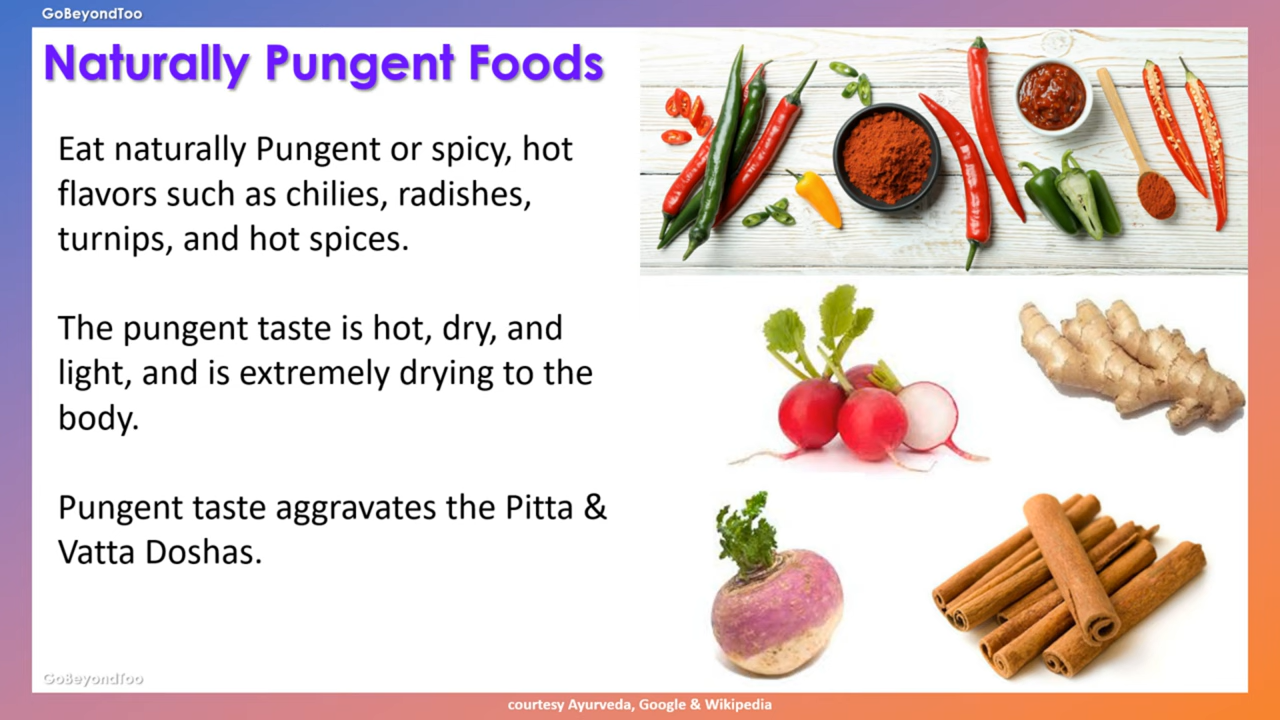 GoBeyondToo
Naturally Pungent Foods
Eat naturally Pungent or spicy, hot
flavors such as chilies, radishes,
turnips, and hot spices.
The pungent taste is hot, dry, and
light, and is extremely drying to the
body.
Pungent taste aggravates the Pitta &
Vatta Doshas.
GoBeyondToo
courtesy Ayurveda, Google & Wikipedia